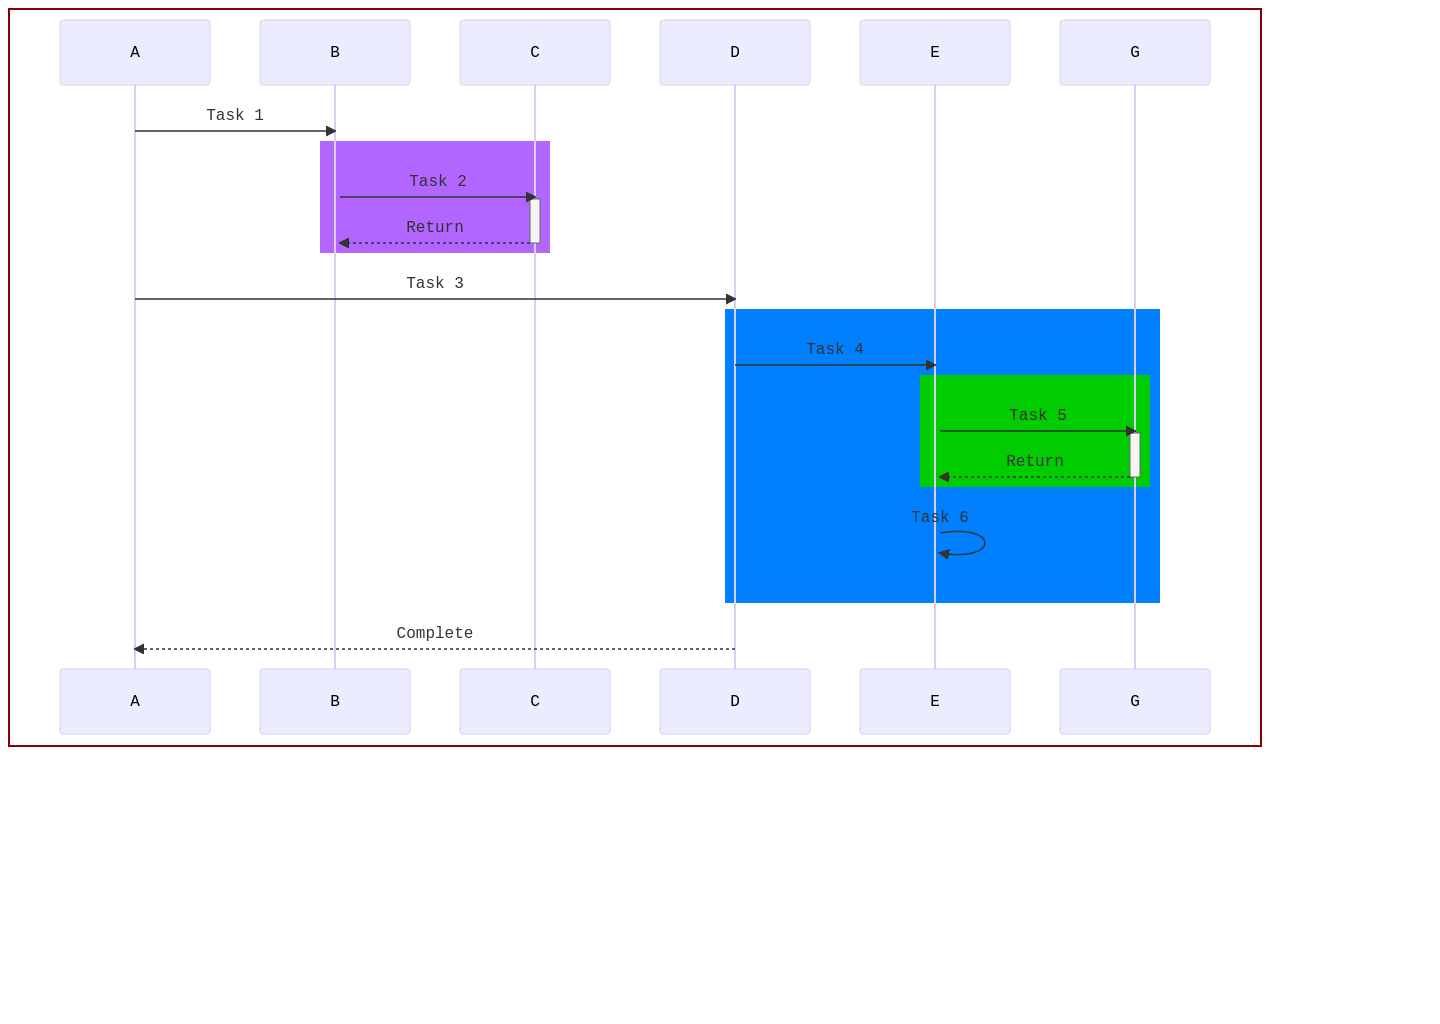 A
B
C
D
E
G
Task 1
Task 2
Return
Task 3
Task 4
Task 5
Return
Task 6
Complete
A
B
C
D
E
G